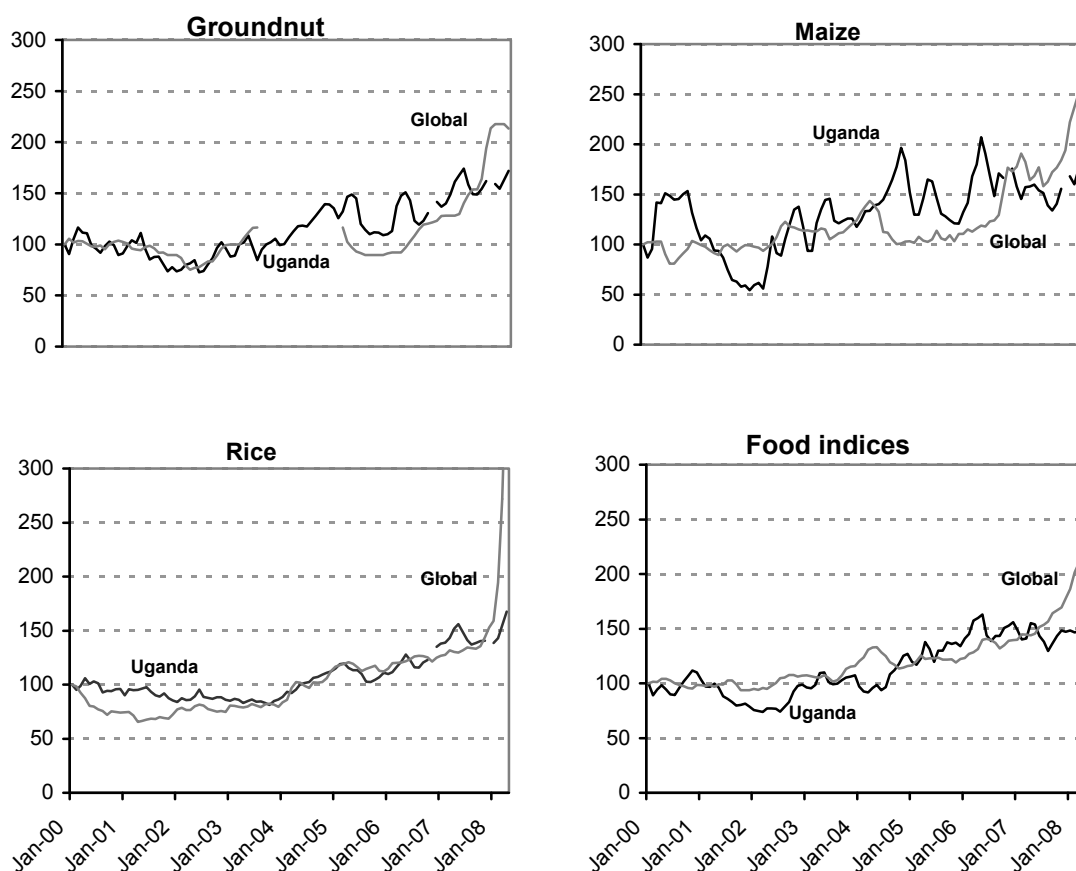 Groundnut
300
250
200
150
100
50
0
Global
Uganda
Maize
300
250
200
150
100
50
0
Uganda
Global
Rice
300
250
200
150
100
50
0
Global
Uganda
Jan-00
Jan-01
Jan-02
Jan-03
Jan-04
Jan-05
Jan-06
Jan-07
Jan-08
Food indices
300
250
200
150
100
50
0
Global
Uganda
Jan-00
Jan-01
Jan-02
Jan-03
Jan-04
Jan-05
Jan-06
Jan-07
Jan-08